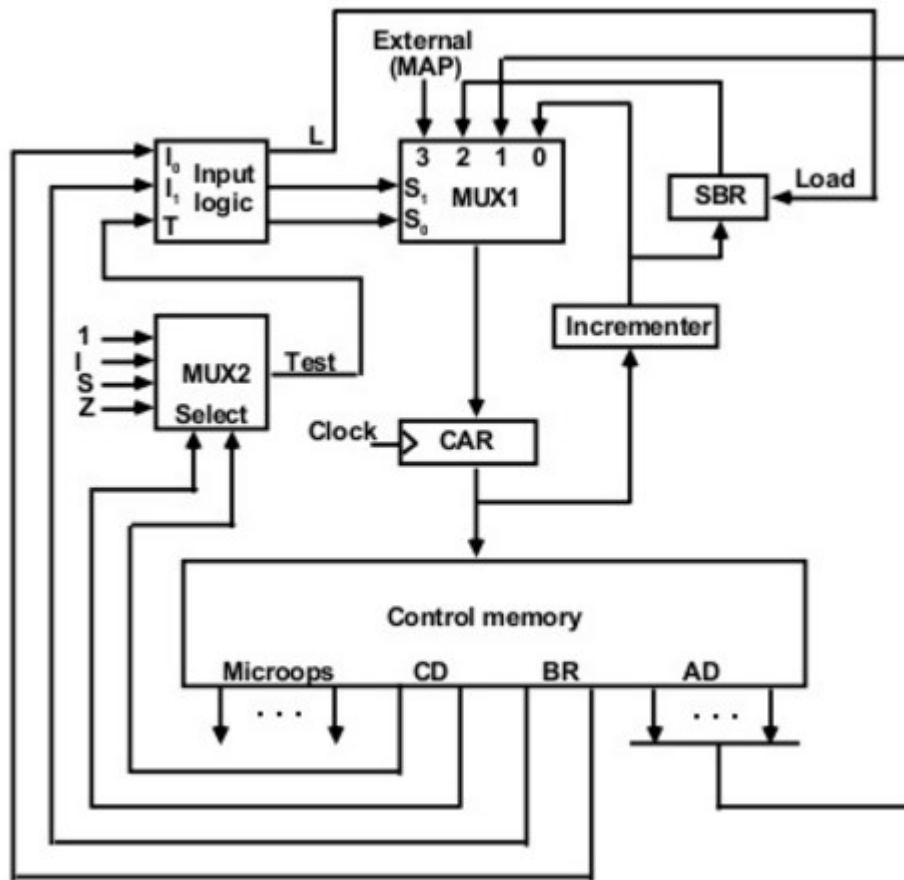 External
(MAP)
L
I₀ Input
I₁ logic
T
3 2 1 0
S₁ MUX1
S₀
SBR
Load
Incrementer
1
I
S
Z
MUX2
Select
Test
Clock
CAR
Control memory
Microops CD BR AD
. . . . . .